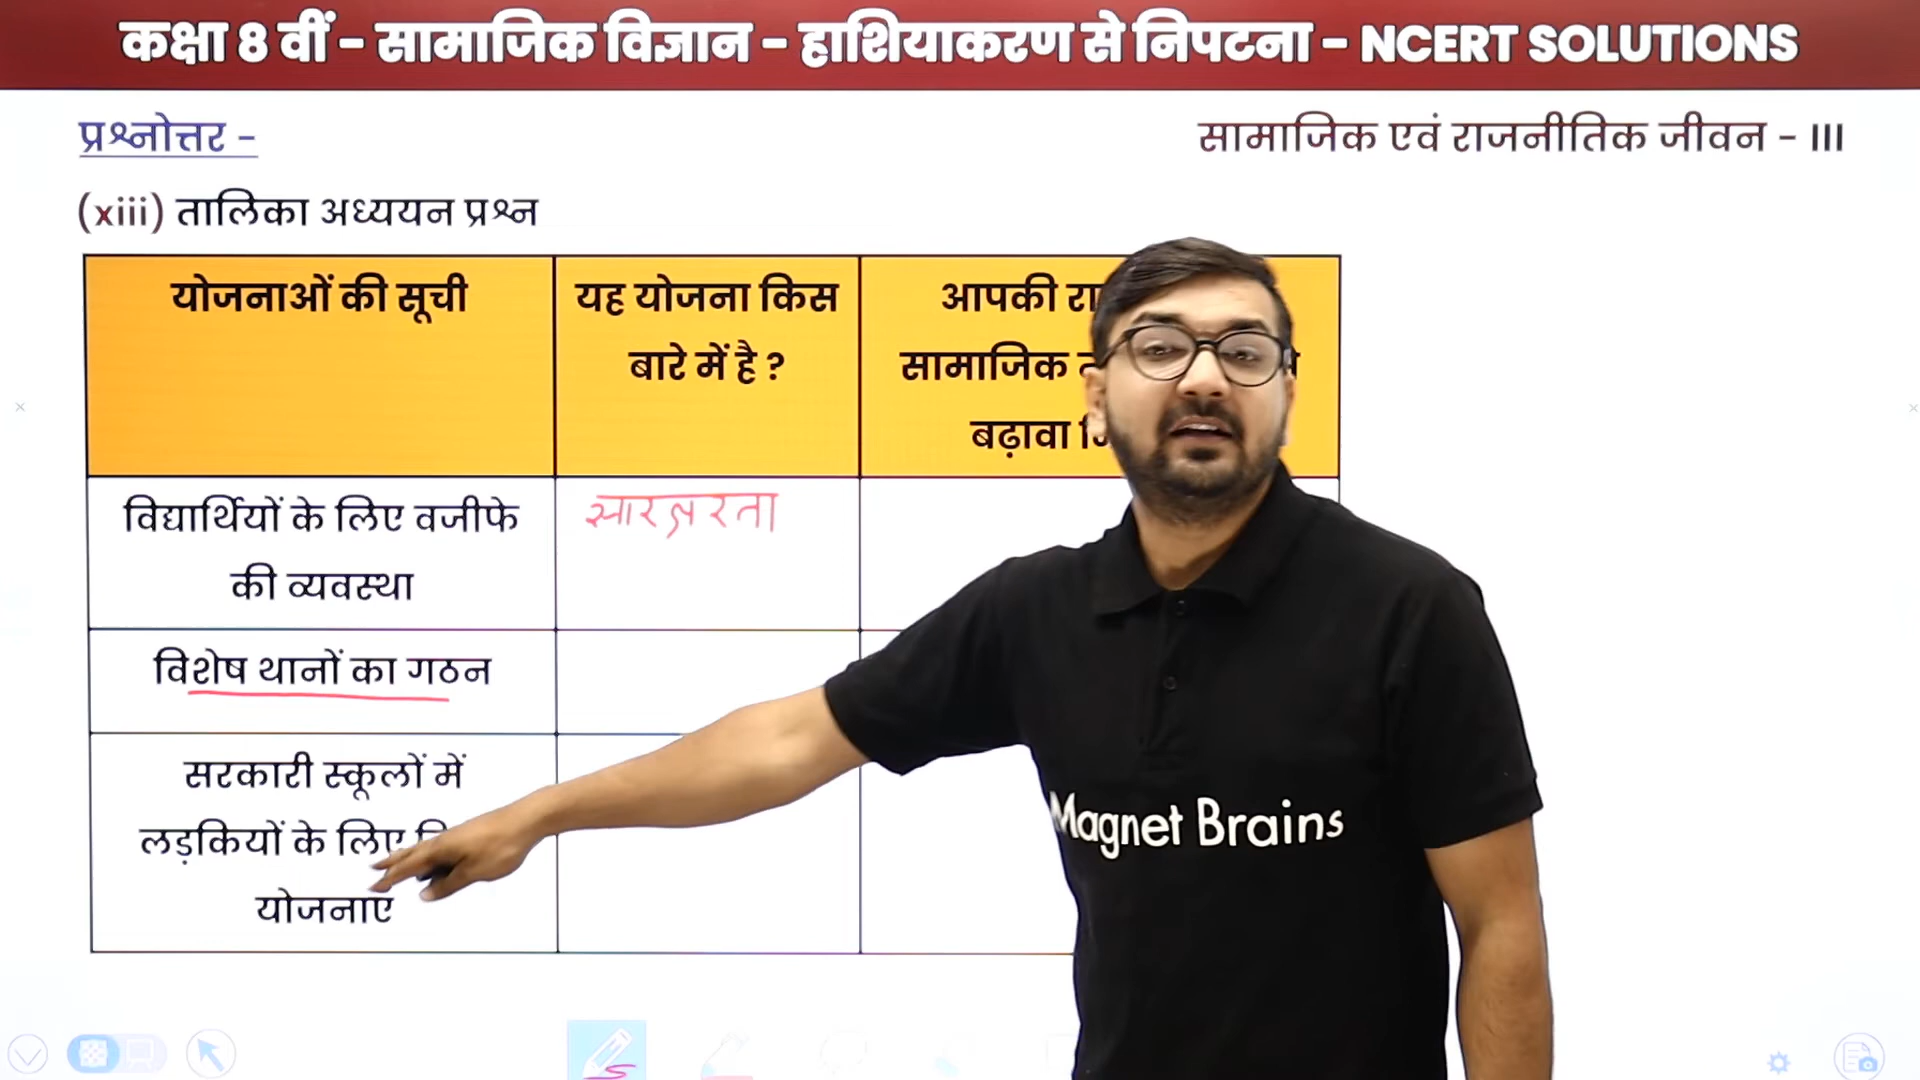 कक्षा 8 वीं - सामाजिक विज्ञान - हाशियाकरण से निपटना - NCERT SOLUTIONS
प्रश्नोत्तर -
सामाजिक एवं राजनीतिक जीवन - III
(xiii) तालिका अध्ययन प्रश्न
योजनाओं की सूची
यह योजना किस
बारे में है ?
आपकी
सामाजिक
बढ़ावा
विद्यार्थियों के लिए वजीफे
की व्यवस्था
सारक्षरता
विशेष थानों का गठन
सरकारी स्कूलों में
लड़कियों के लिए
योजनाए
Magnet Brains